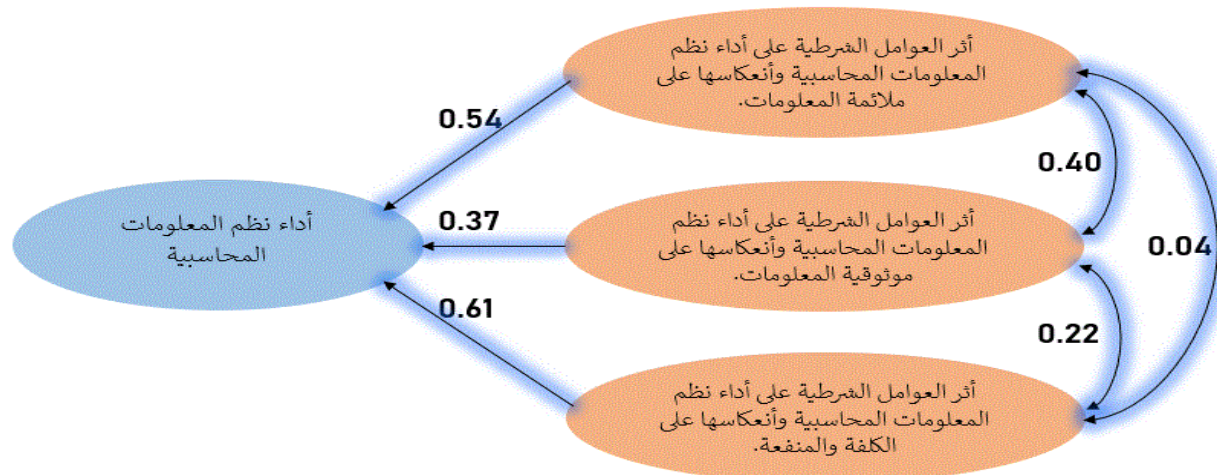 أثر العوامل الشرطية على أداء نظم
المعلومات المحاسبية وأنعكاسها على
ملائمة المعلومات.
0.54
0.40
أداء نظم المعلومات
المحاسبية
0.37
أثر العوامل الشرطية على أداء نظم
المعلومات المحاسبية وأنعكاسها على
موثوقية المعلومات.
0.04
0.61
0.22
أثر العوامل الشرطية على أداء نظم
المعلومات المحاسبية وأنعكاسها على
الكلفة والمنفعة.